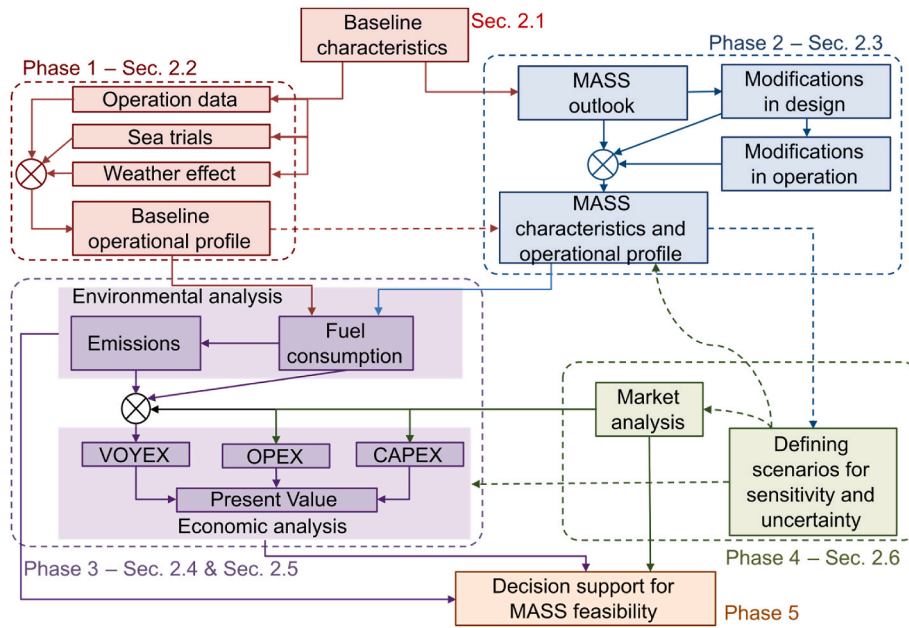 Baseline
characteristics
Sec. 2.1
Phase 2 – Sec. 2.3
Phase 1 – Sec. 2.2
Operation data
Sea trials
Weather effect
Baseline
operational profile
MASS
outlook
Modifications
in design
Modifications
in operation
MASS
characteristics and
operational profile
Environmental analysis
Emissions
Fuel
consumption
VOYEX
OPEX
CAPEX
Present Value
Economic analysis
Phase 3 – Sec. 2.4 & Sec. 2.5
Market
analysis
Defining
scenarios for
sensitivity and
uncertainty
Phase 4 – Sec. 2.6
Decision support for
MASS feasibility
Phase 5